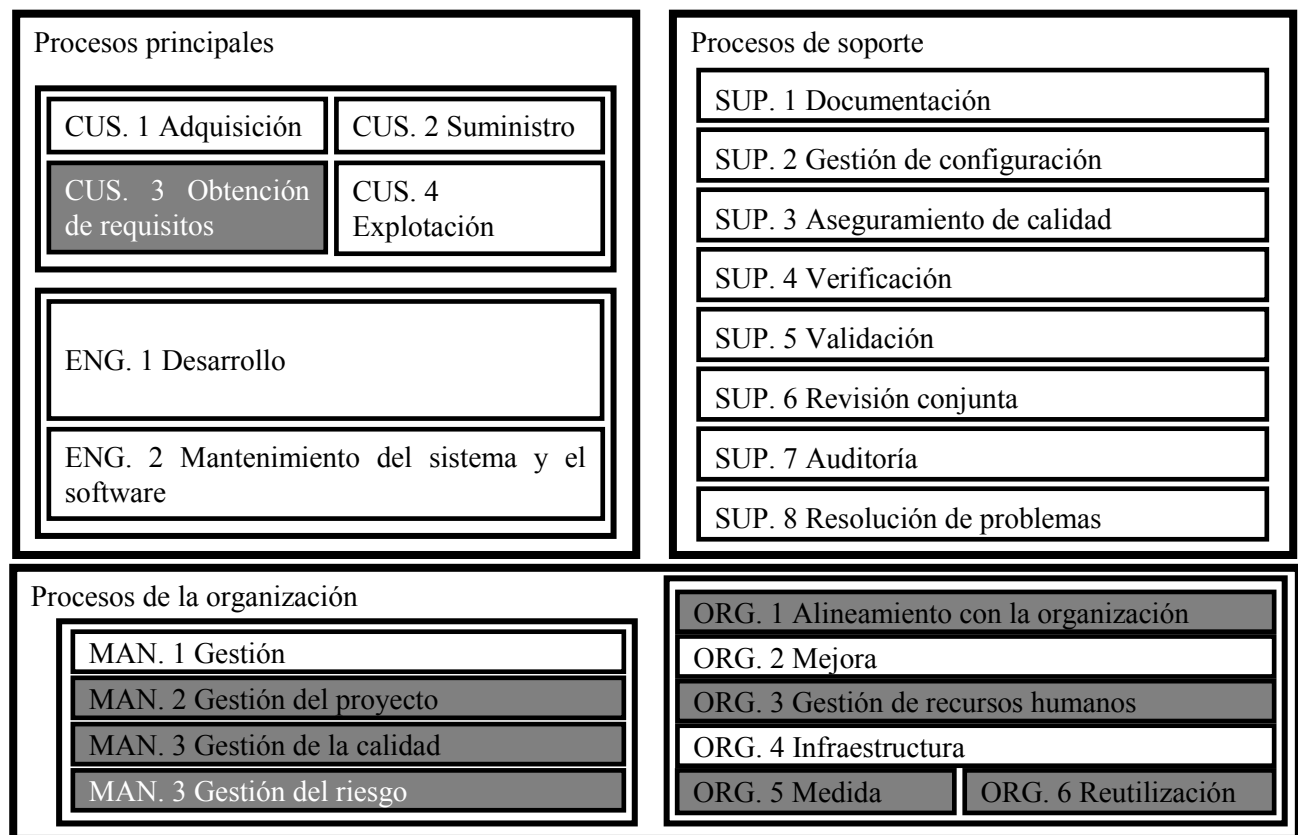 Procesos principales
CUS. 1 Adquisición
CUS. 2 Suministro
CUS. 3 Obtención
de requisitos
CUS. 4
Explotación
ENG. 1 Desarrollo
ENG. 2 Mantenimiento del sistema y el
software
Procesos de soporte
SUP. 1 Documentación
SUP. 2 Gestión de configuración
SUP. 3 Aseguramiento de calidad
SUP. 4 Verificación
SUP. 5 Validación
SUP. 6 Revisión conjunta
SUP. 7 Auditoría
SUP. 8 Resolución de problemas
Procesos de la organización
MAN. 1 Gestión
MAN. 2 Gestión del proyecto
MAN. 3 Gestión de la calidad
MAN. 3 Gestión del riesgo
ORG. 1 Alineamiento con la organización
ORG. 2 Mejora
ORG. 3 Gestión de recursos humanos
ORG. 4 Infraestructura
ORG. 5 Medida
ORG. 6 Reutilización